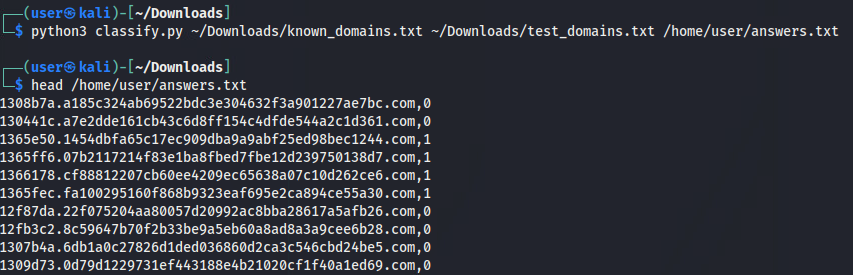 ┌──(user㉿kali)-[~/Downloads]
└─$ python3 classify.py ~/Downloads/known_domains.txt ~/Downloads/test_domains.txt /home/user/answers.txt
┌──(user㉿kali)-[~/Downloads]
└─$ head /home/user/answers.txt
1308b7a.a185c324ab69522bdc3e304632f3a901227ae7bc.com,0
130441c.a7e2dde161cb43c6d8ff154c4dfde544a2c1d361.com,0
1365e50.1454dbfa65c17ec909dba9a9abf25ed98bec1244.com,1
1365ff6.07b2117214f83e1ba8fbed7fbe12d239750138d7.com,1
1366178.cf88812207cb60ee4209ec65638a07c10d262ce6.com,1
1365fec.fa100295160f868b9323eaf695e2ca894ce55a30.com,1
12f87da.22f075204aa80057d20992ac8bba28617a5afb26.com,0
12fb3c2.8c59647b70f2b33be9a5eb60a8ad8a3a9cee6b28.com,0
1307b4a.6db1a0c27826d1ded036860d2ca3c546cbd24be5.com,0
1309d73.0d79d1229731ef443188e4b21020cf1f40a1ed69.com,0